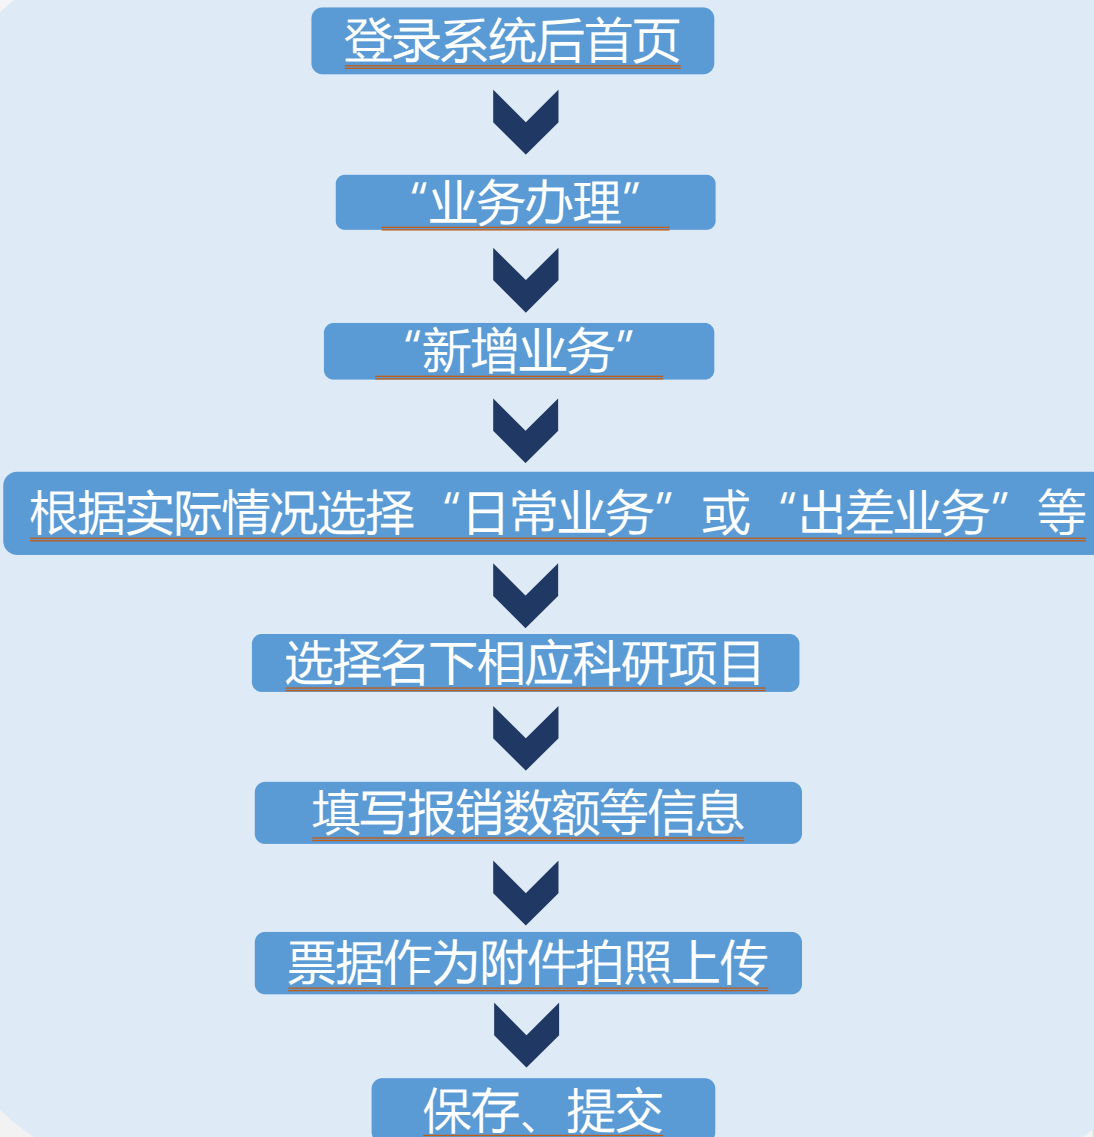 登录系统后首页
“业务办理”
“新增业务”
根据实际情况选择“日常业务”或“出差业务”等
选择名下相应科研项目
填写报销数额等信息
票据作为附件拍照上传
保存、提交